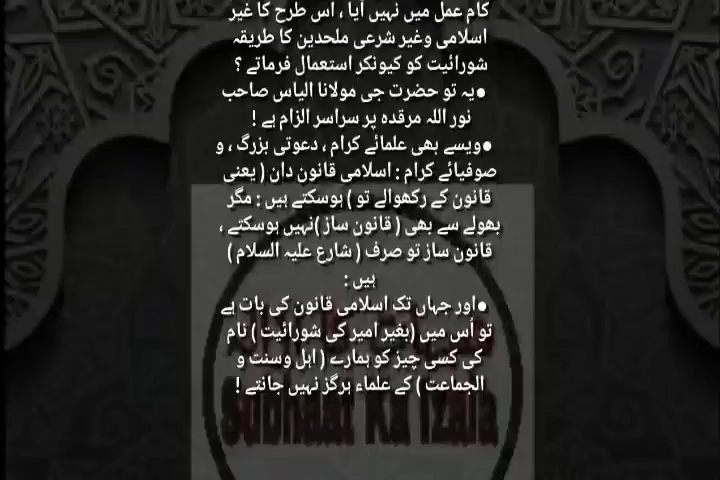 کام عمل میں نہیں آیا ، اس طرح کا غیر
اسلامی وغیر شرعی ملحدین کا طریقہ
شورائیت کو کیونکر استعمال فرماتے ؟
●یہ تو حضرت جی مولانا الیاس صاحب
نور اللہ مرقدہ پر سراسر الزام ہے !
●ویسے بھی علمائے کرام ، دعوتی بزرگ ، و
صوفیائے کرام : اسلامی قانون دان ( یعنی
قانون کے رکھوالے تو ) ہوسکتے ہیں : مگر
بھولے سے بھی ( قانون ساز )نہیں ہوسکتے ،
قانون ساز تو صرف ( شارع علیہ السلام )
ہیں :
●اور جہاں تک اسلامی قانون کی بات ہے
تو اُس میں (بغیر امیر کی شورائیت ) نام
کی کسی چیز کو ہمارے ( اہل وسنت و
الجماعت ) کے علماء ہرگز نہیں جانتے !
Subhaat Ka Izala